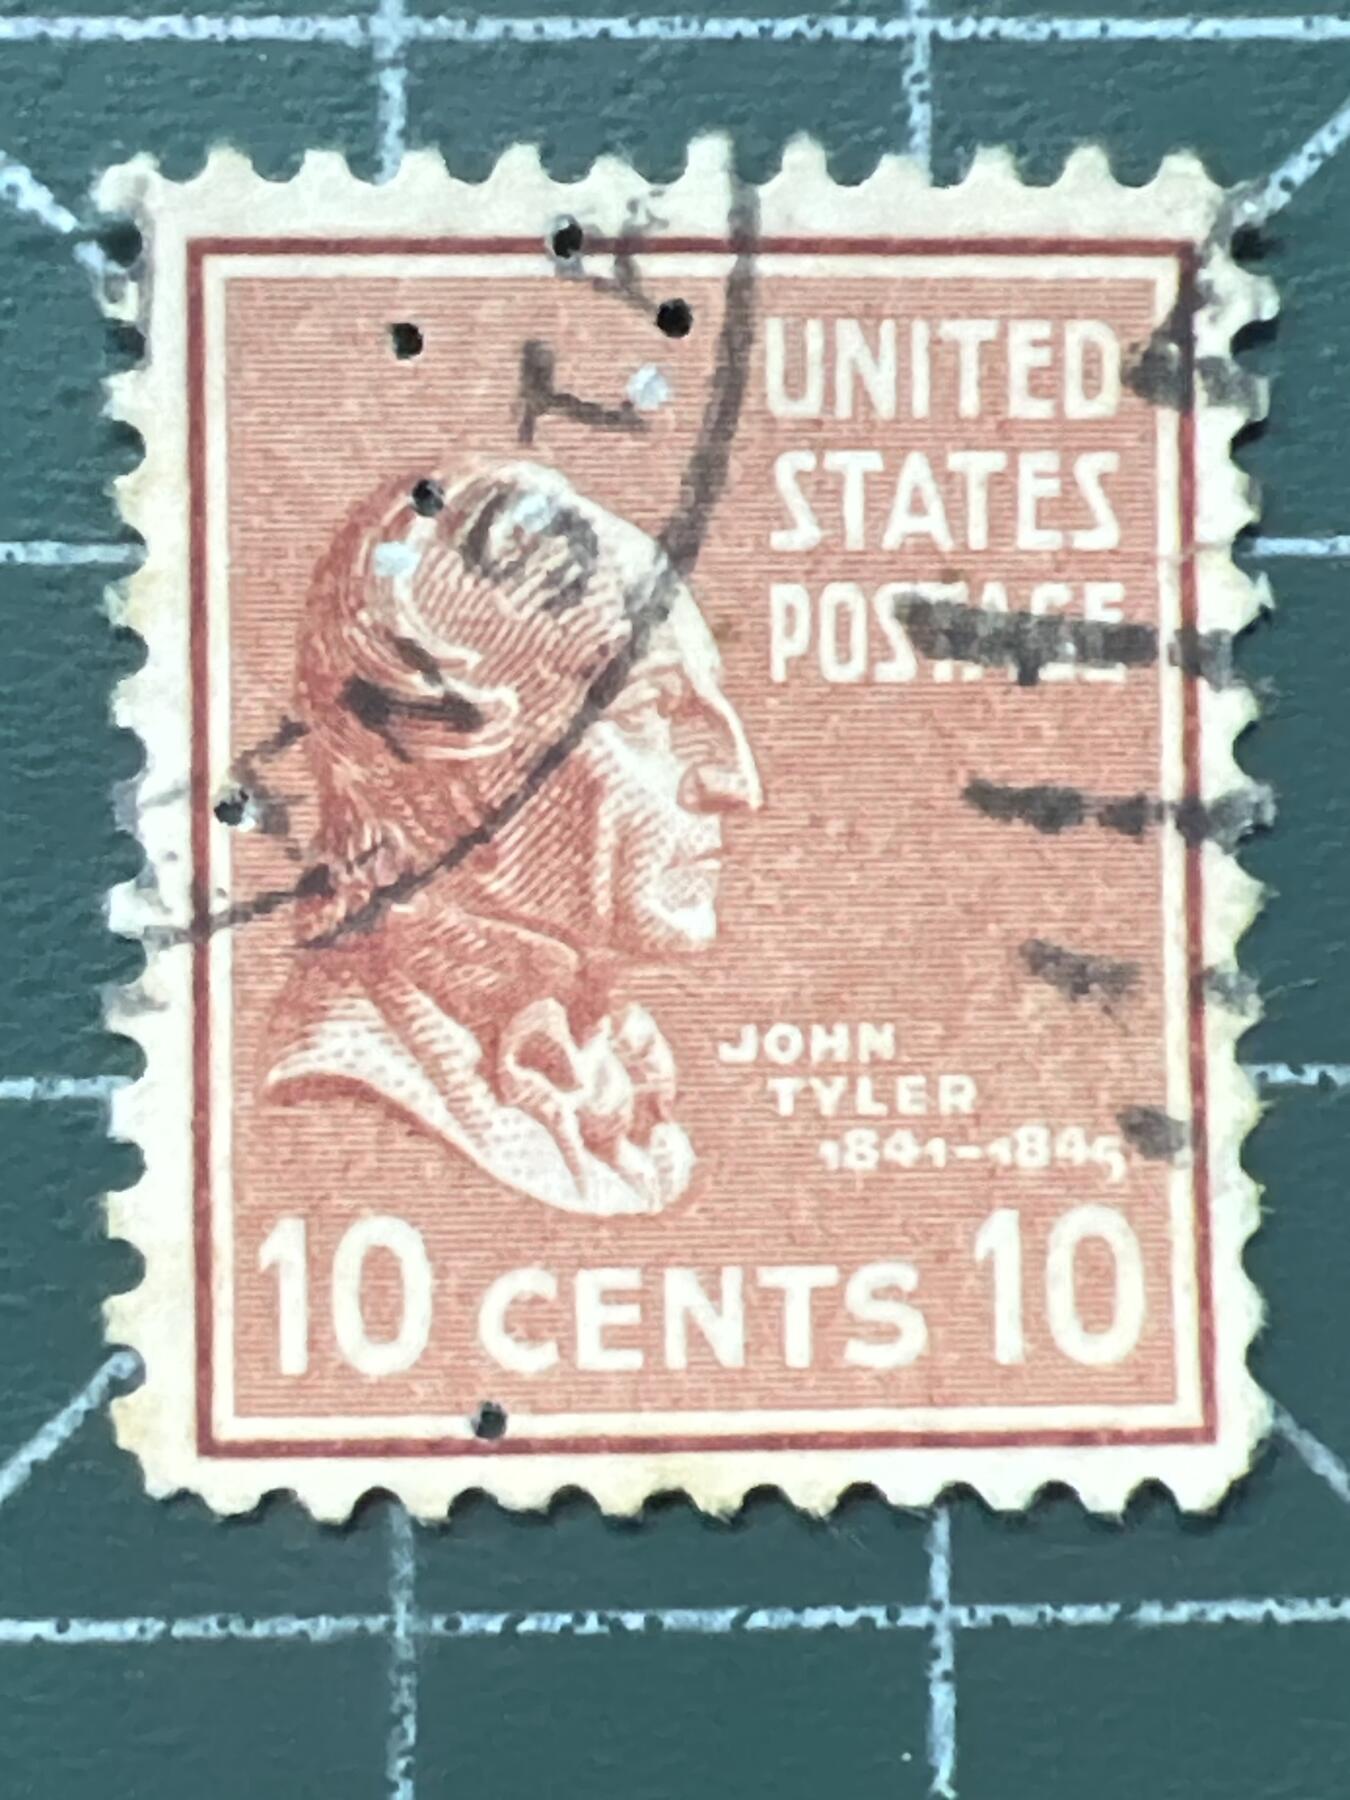 UNITED
STATES
POSTAGE
JOHN
TYLER
1841-1845
10 CENTS 10